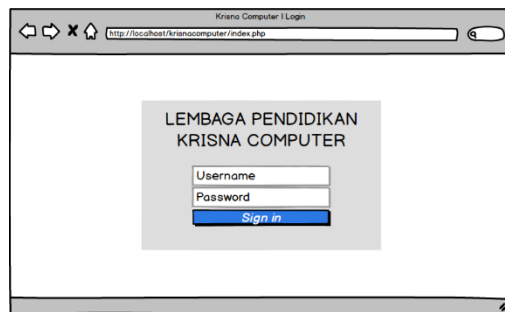 Krisna Computer I Login
http://localhost/krisnacomputer/index.php
LEMBAGA PENDIDIKAN
KRISNA COMPUTER
Username
Password
Sign in